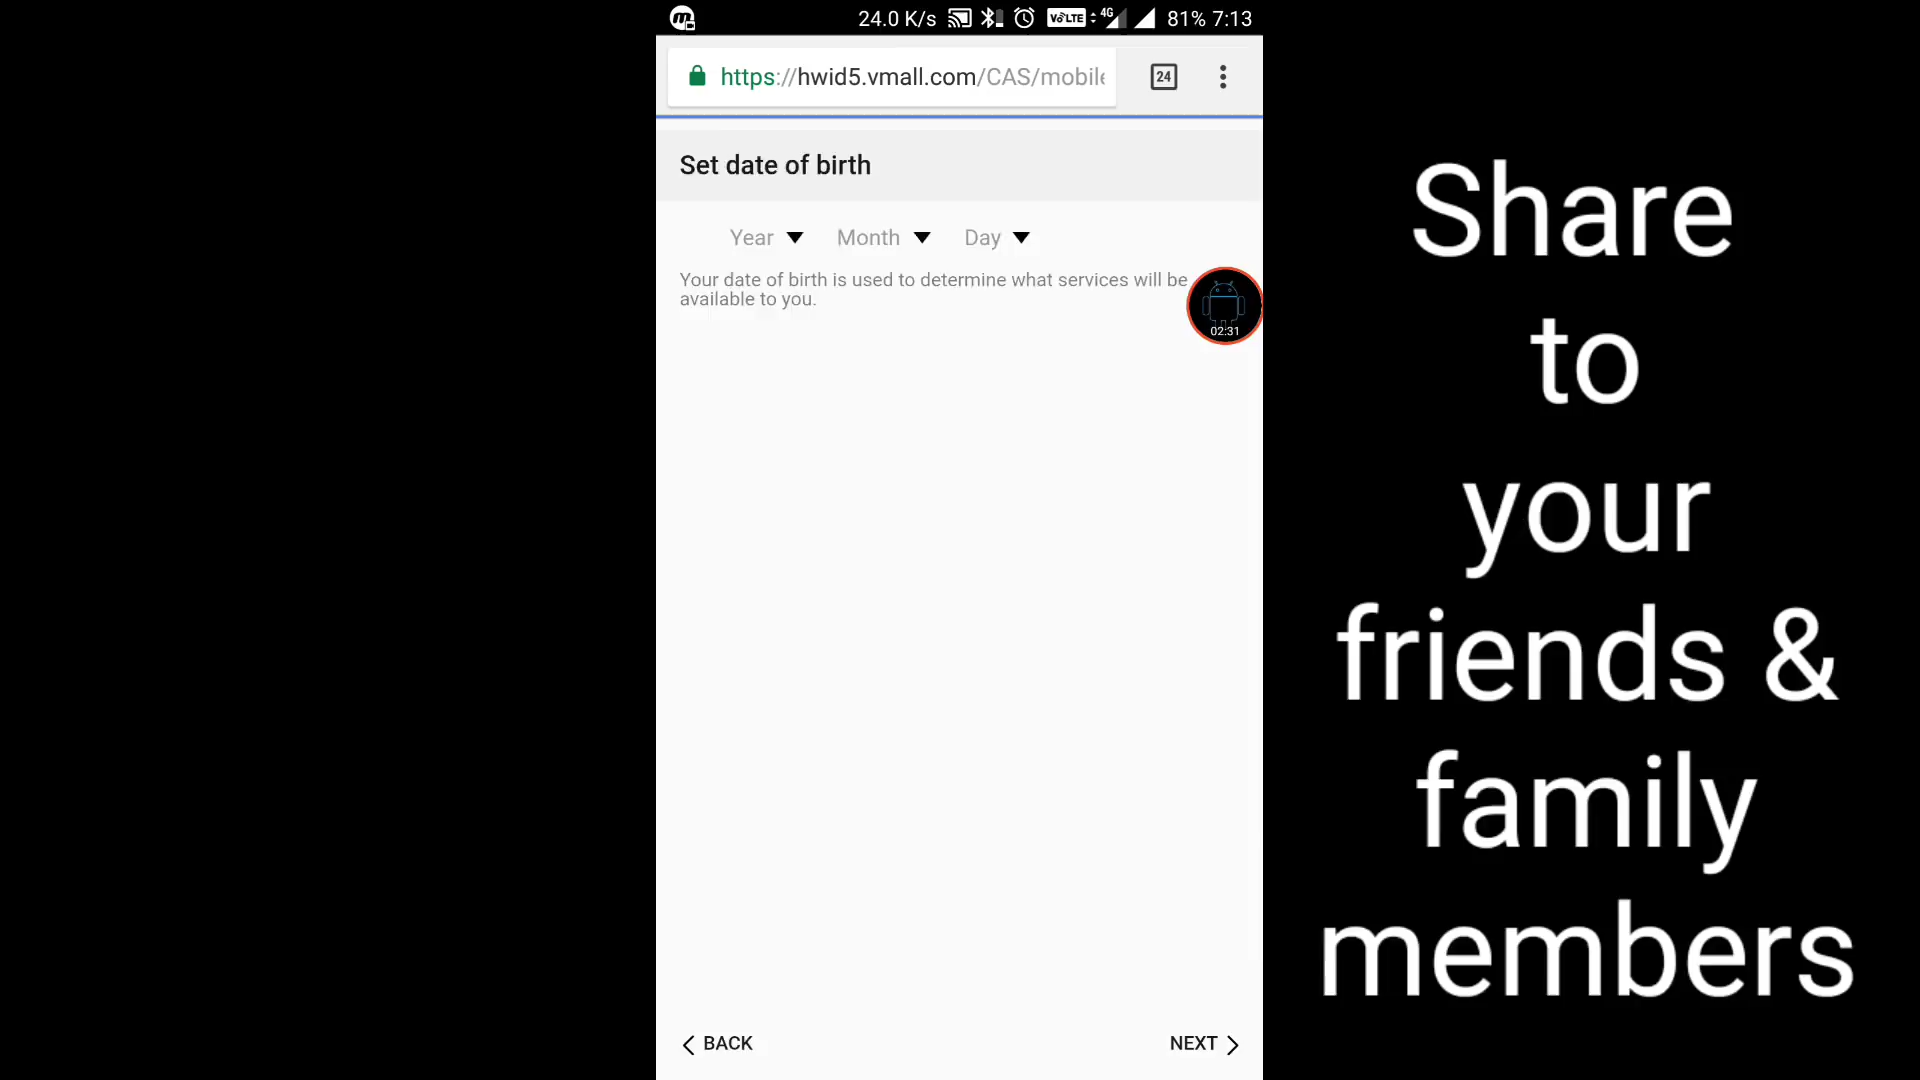 24.0 K/s VoLTE 4G 81% 7:13
https://hwid5.vmall.com/CAS/mobile
24
Set date of birth
Year Month Day
Your date of birth is used to determine what services will be
available to you.
02:31
BACK
NEXT
Share
to
your
friends &
family
members